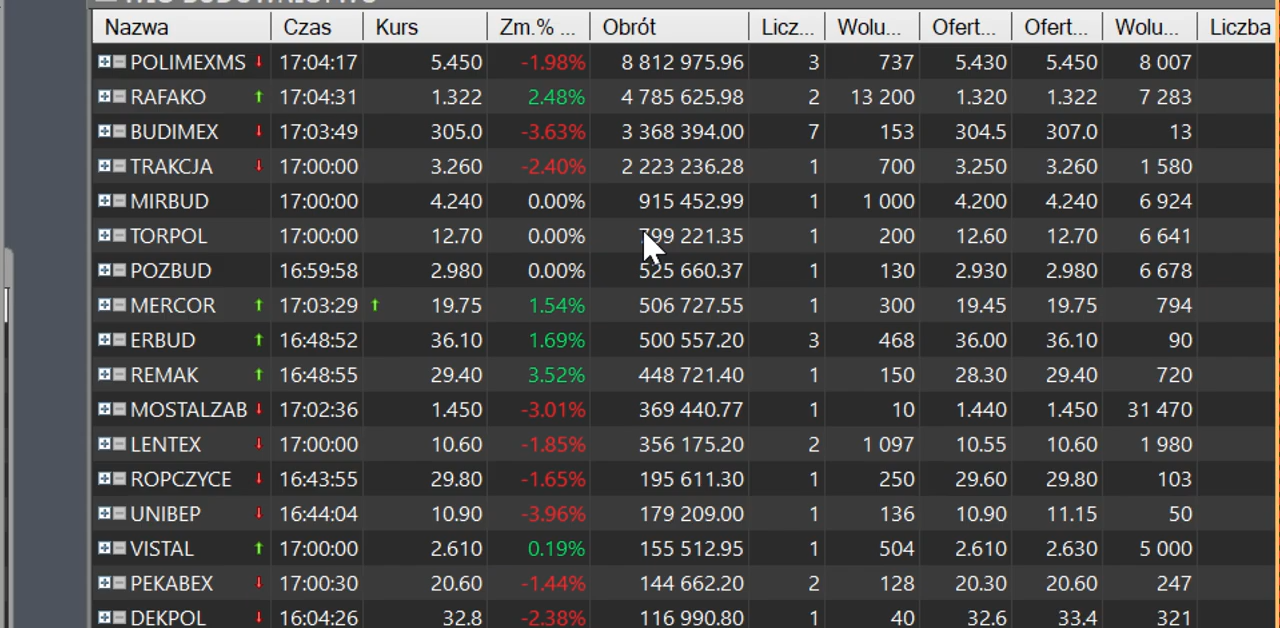 Nazwa Czas Kurs Zm.% ... Obrót Licz... Wolu... Ofert... Ofert... Wolu... Liczba
POLIMEXMS 17:04:17 5.450 -1.98% 8 812 975.96 3 737 5.430 5.450 8 007
RAFAKO 17:04:31 1.322 2.48% 4 785 625.98 2 13 200 1.320 1.322 7 283
BUDIMEX 17:03:49 305.0 -3.63% 3 368 394.00 7 153 304.5 307.0 13
TRAKCJA 17:00:00 3.260 -2.40% 2 223 236.28 1 700 3.250 3.260 1 580
MIRBUD 17:00:00 4.240 0.00% 915 452.99 1 1 000 4.200 4.240 6 924
TORPOL 17:00:00 12.70 0.00% 799 221.35 1 200 12.60 12.70 6 641
POZBUD 16:59:58 2.980 0.00% 525 660.37 1 130 2.930 2.980 6 678
MERCOR 17:03:29 19.75 1.54% 506 727.55 1 300 19.45 19.75 794
ERBUD 16:48:52 36.10 1.69% 500 557.20 3 468 36.00 36.10 90
REMAK 16:48:55 29.40 3.52% 448 721.40 1 150 28.30 29.40 720
MOSTALZAB 17:02:36 1.450 -3.01% 369 440.77 1 10 1.440 1.450 31 470
LENTEX 17:00:00 10.60 -1.85% 356 175.20 2 1 097 10.55 10.60 1 980
ROPCZYCE 16:43:55 29.80 -1.65% 195 611.30 1 250 29.60 29.80 103
UNIBEP 16:44:04 10.90 -3.96% 179 209.00 1 136 10.90 11.15 50
VISTAL 17:00:00 2.610 0.19% 155 512.95 1 504 2.610 2.630 5 000
PEKABEX 17:00:30 20.60 -1.44% 144 662.20 2 128 20.30 20.60 247
DEKPOL 16:04:26 32.8 -2.38% 116 990.80 1 40 32.6 33.4 321